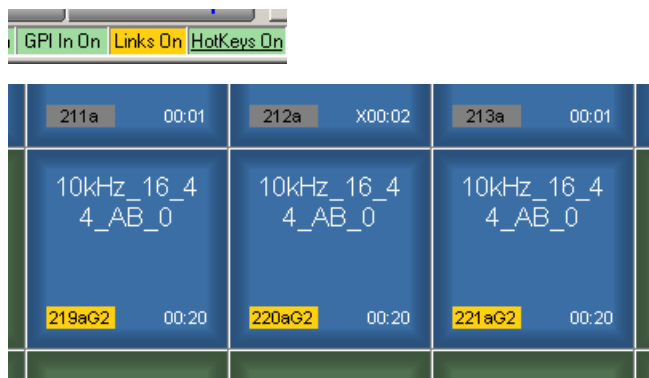 GPI In On Links On HotKeys On
211a 00:01 212a X00:02 213a 00:01
10kHz_16_4 10kHz_16_4 10kHz_16_4
4_AB_0 4_AB_0 4_AB_0
219aG2 00:20 220aG2 00:20 221aG2 00:20